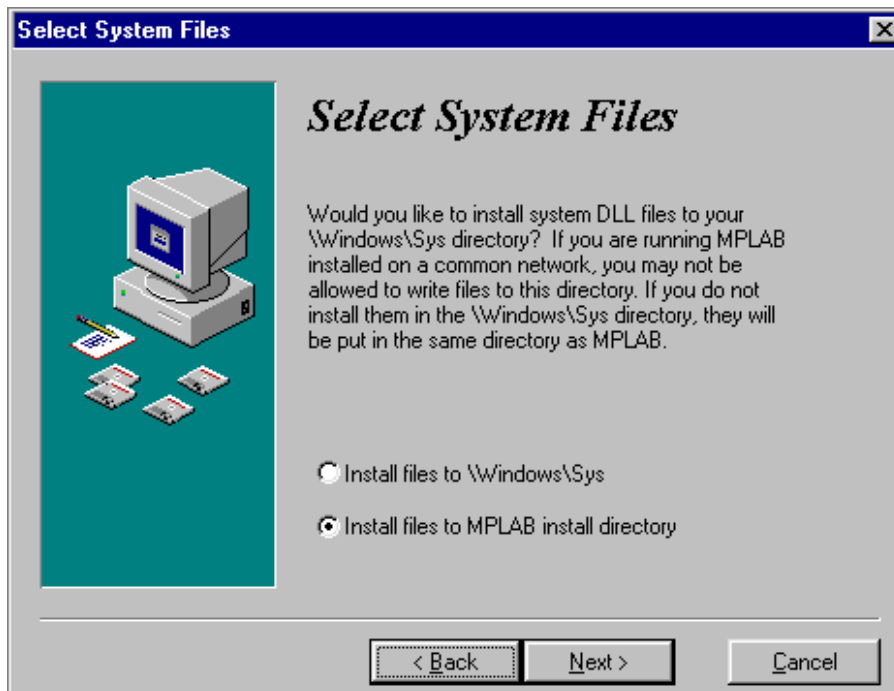 Select System Files
Select System Files
Would you like to install system DLL files to your
\Windows\Sys directory?  If you are running MPLAB
installed on a common network, you may not be
allowed to write files to this directory. If you do not
install them in the \Windows\Sys directory, they will
be put in the same directory as MPLAB.
Install files to \Windows\Sys
Install files to MPLAB install directory
< Back
Next >
Cancel